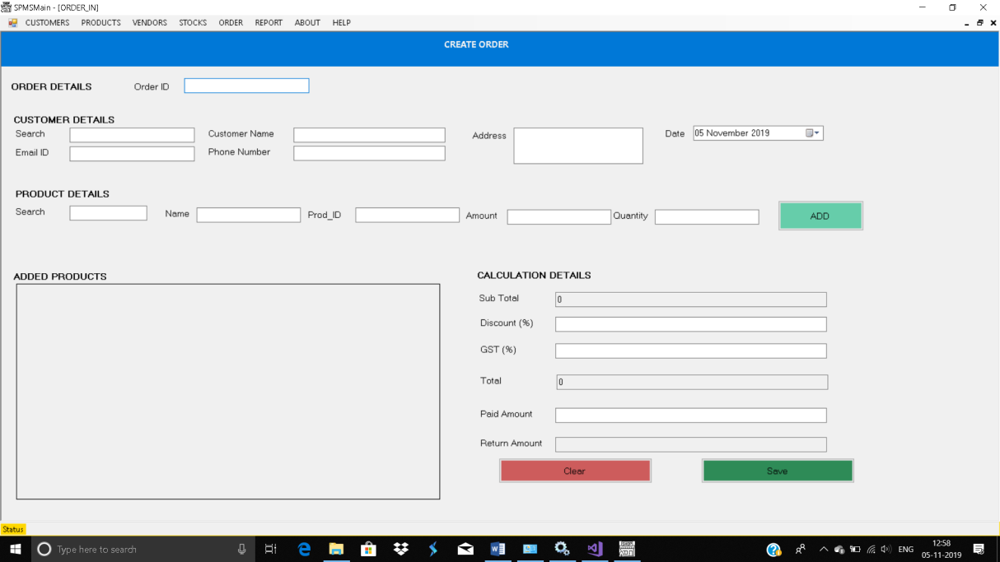 SPMSMain - [ORDER_IN]
CUSTOMERS PRODUCTS VENDORS STOCKS ORDER REPORT ABOUT HELP
CREATE ORDER
ORDER DETAILS Order ID
CUSTOMER DETAILS
Search Customer Name Address Date 05 November 2019
Email ID Phone Number
PRODUCT DETAILS
Search Name Prod_ID Amount Quantity ADD
ADDED PRODUCTS CALCULATION DETAILS
Sub Total 0
Discount (%)
GST (%)
Total 0
Paid Amount
Return Amount
Clear Save
Status
Type here to search ENG 12:58
05-11-2019